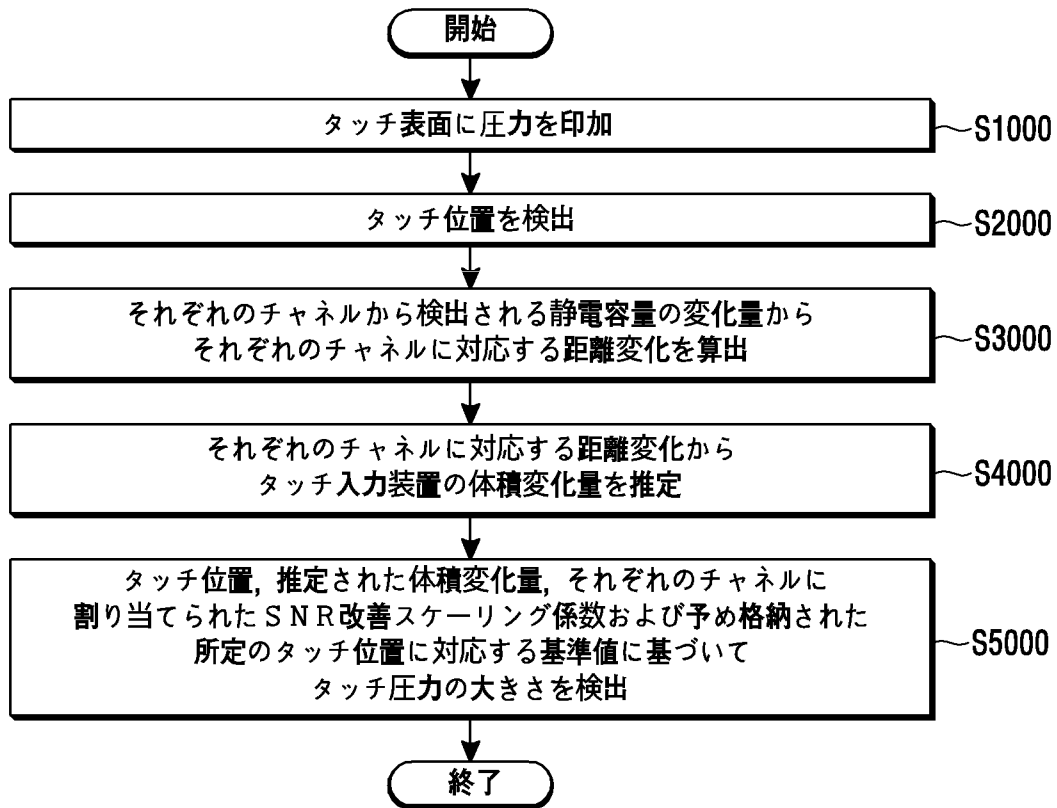 開始
タッチ表面に圧力を印加
S1000
タッチ位置を検出
S2000
それぞれのチャネルから検出される静電容量の変化量から
それぞれのチャネルに対応する距離変化を算出
S3000
それぞれのチャネルに対応する距離変化から
タッチ入力装置の体積変化量を推定
S4000
タッチ位置, 推定された体積変化量, それぞれのチャネルに
割り当てられたSNR改善スケーリング係数および予め格納された
所定のタッチ位置に対応する基準値に基づいて
タッチ圧力の大きさを検出
S5000
終了